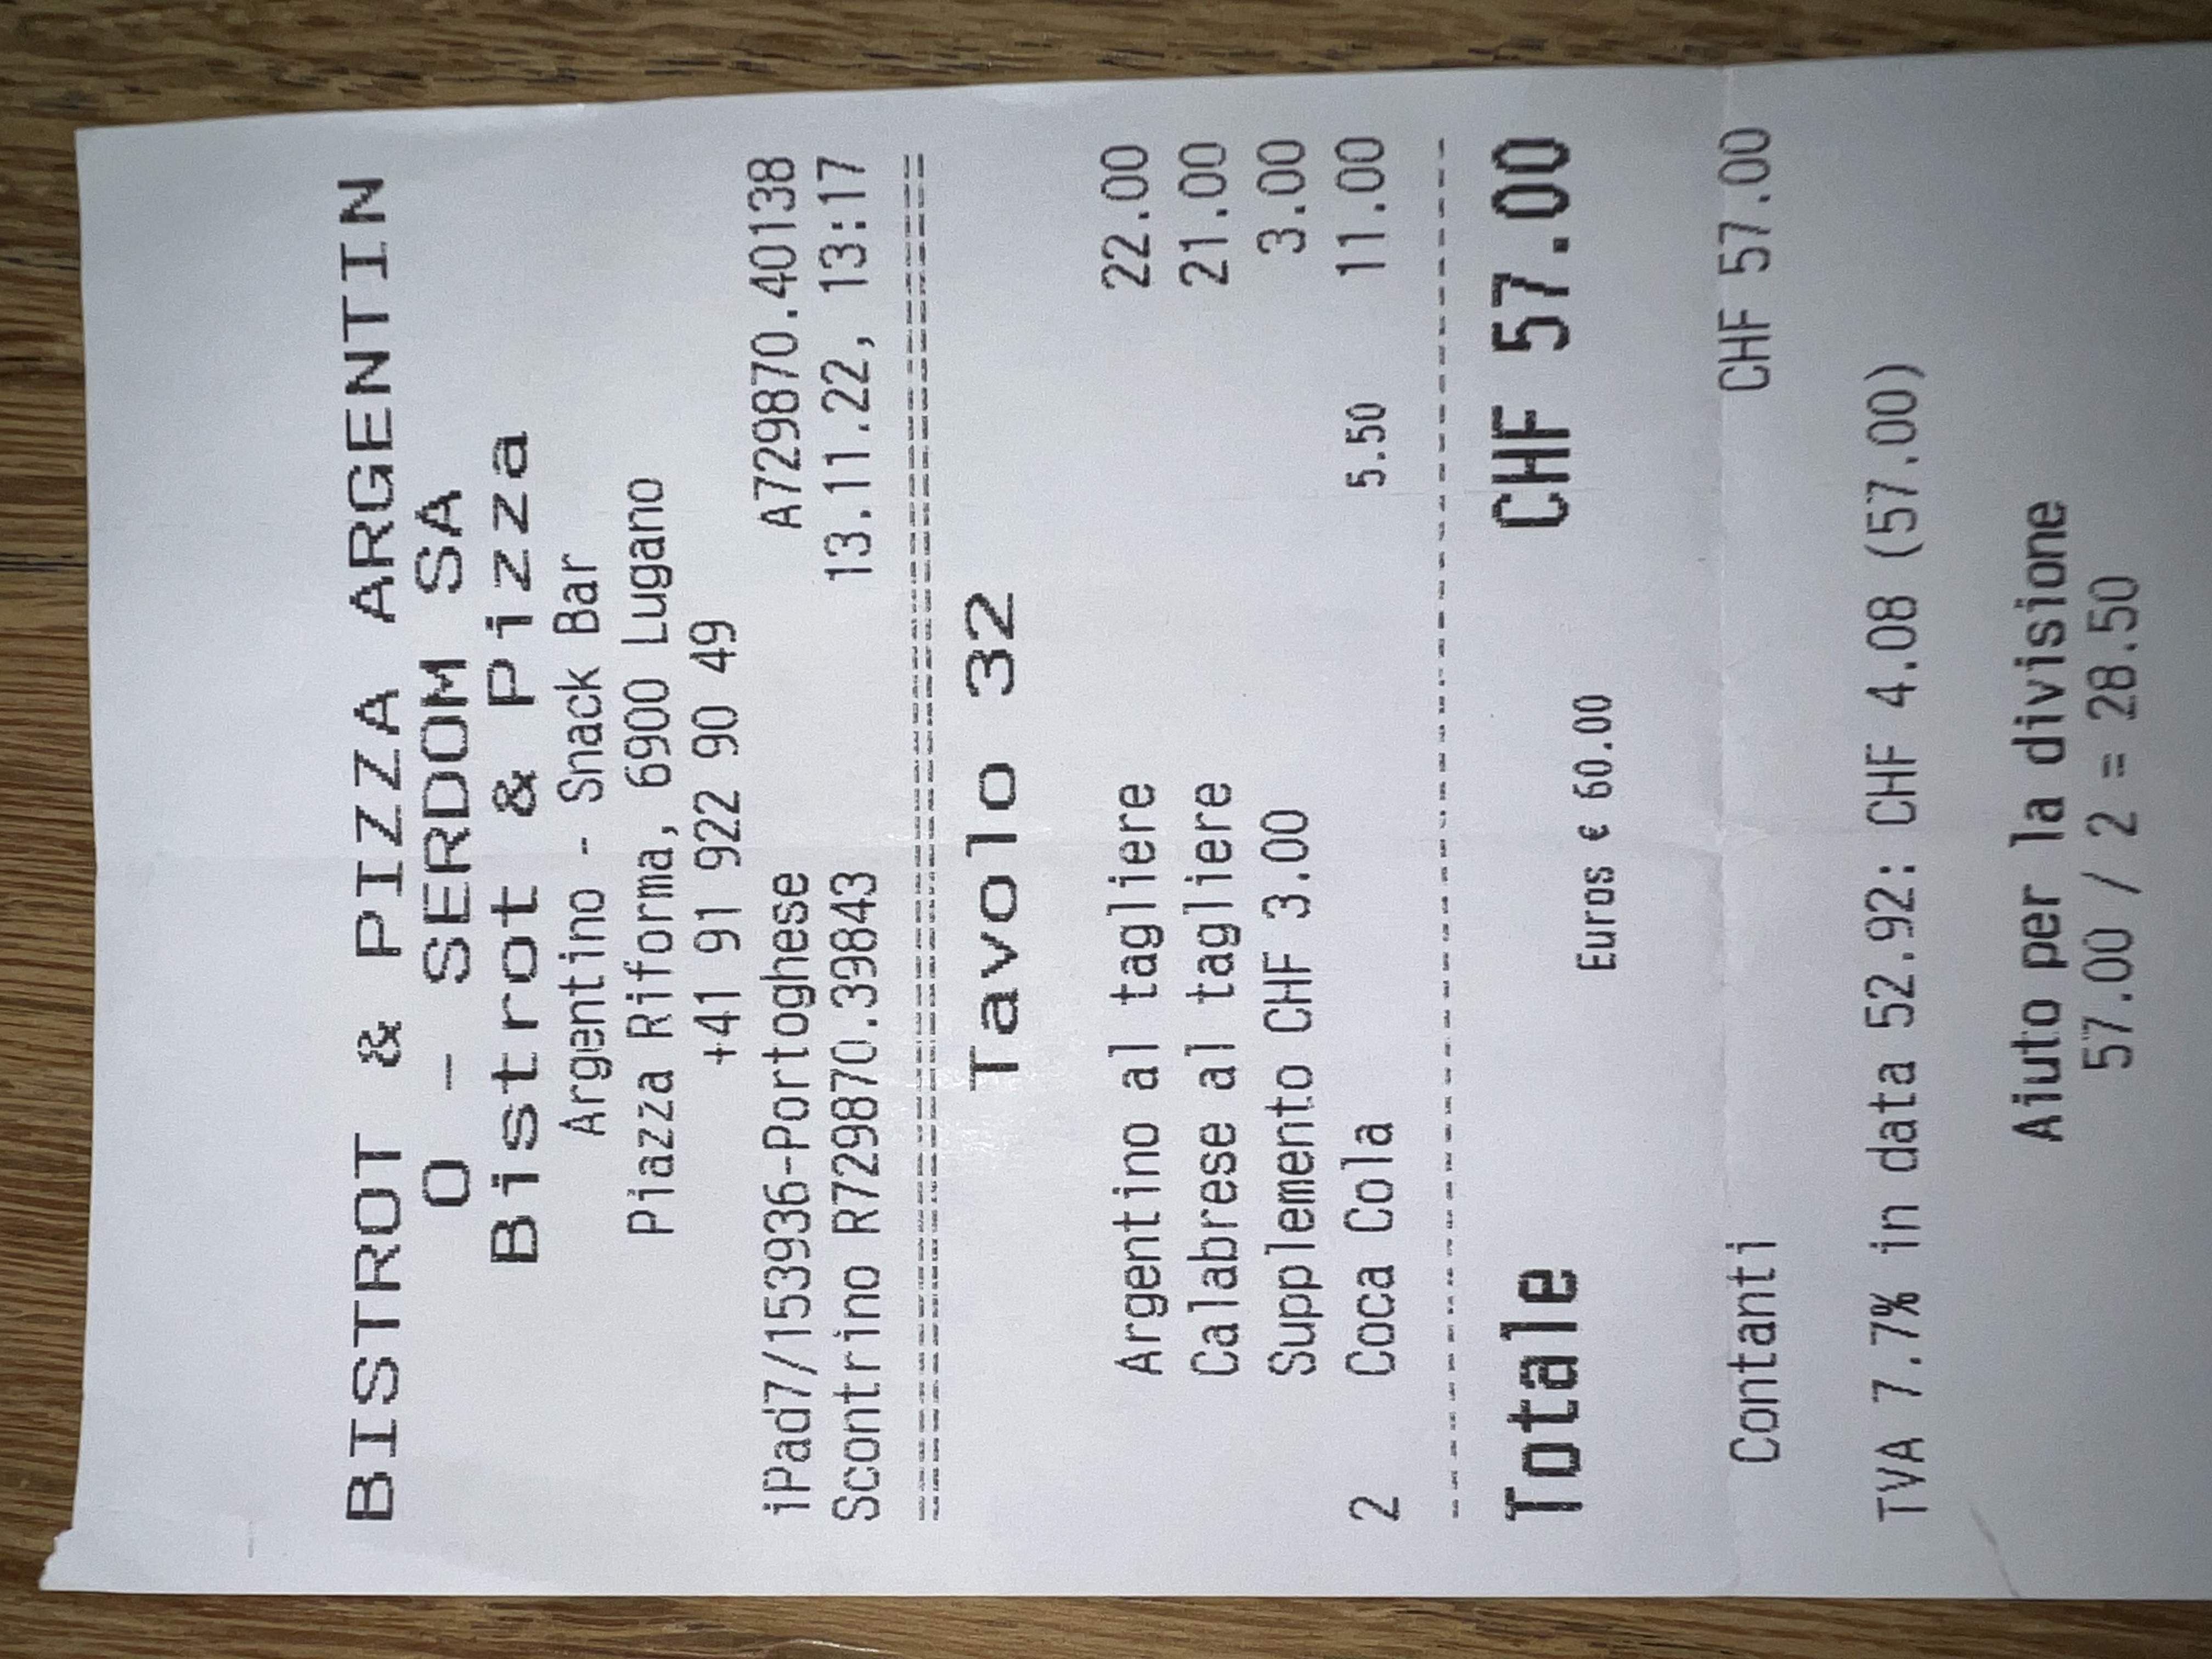 BISTROT & PIZZA ARGENTIN
O - SERDOM SA
Bistrot & Pizza
Argentino - Snack Bar
Piazza Riforma, 6900 Lugano
+41 91 922 90 49
iPad7/153936-Portoghese A729870.40138
Scontrino R729870.39843 13.11.22, 13:17
Tavolo 32
Argentino al tagliere 22.00
Calabrese al tagliere 21.00
Supplemento CHF 3.00 3.00
2 Coca Cola 5.50 11.00
Totale CHF 57.00
Euros € 60.00
Contanti CHF 57.00
TVA 7.7% in data 52.92: CHF 4.08 (57.00)
Aiuto per la divisione
57.00 / 2 = 28.50